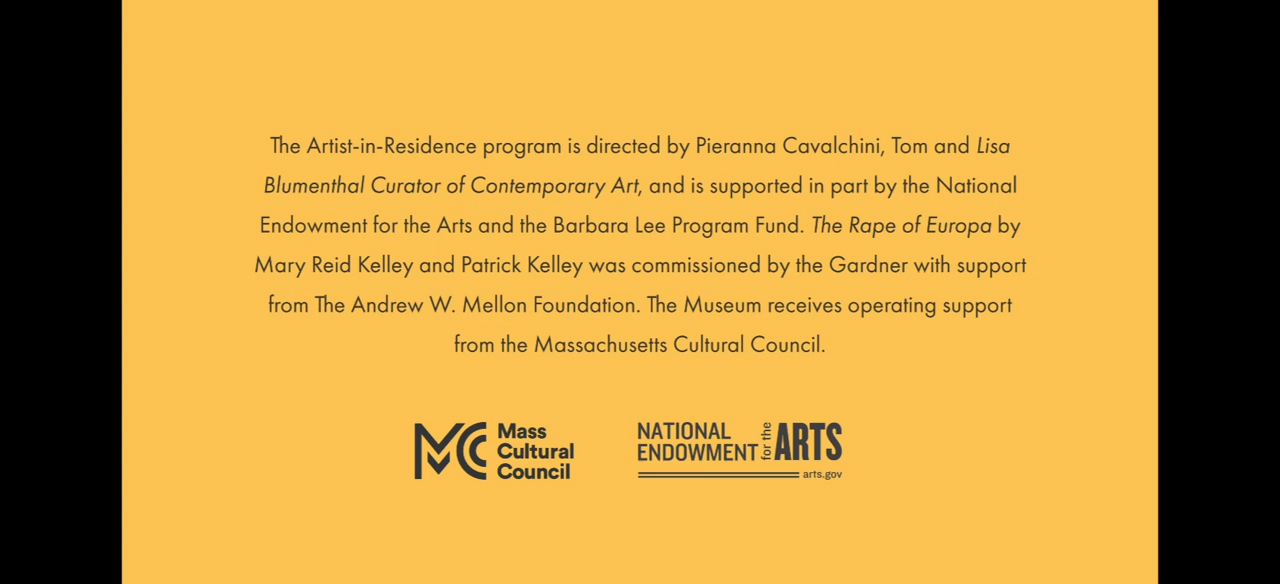 The Artist-in-Residence program is directed by Pieranna Cavalchini, Tom and Lisa
Blumenthal Curator of Contemporary Art, and is supported in part by the National
Endowment for the Arts and the Barbara Lee Program Fund. The Rape of Europa by
Mary Reid Kelley and Patrick Kelley was commissioned by the Gardner with support
from The Andrew W. Mellon Foundation. The Museum receives operating support
from the Massachusetts Cultural Council.
MCC
Mass
Cultural
Council
NATIONAL
ENDOWMENT
for the
ARTS
arts.gov